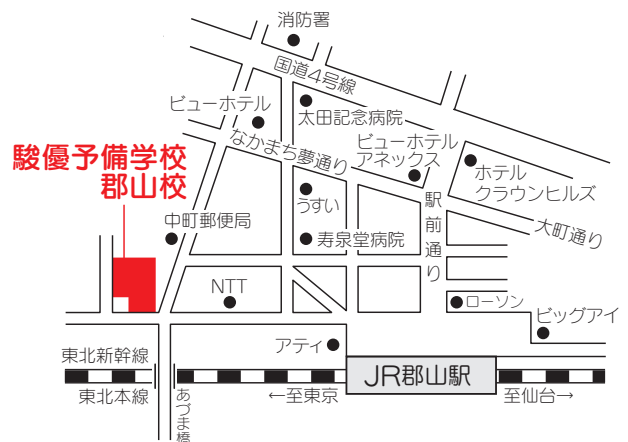 消防署
国道4号線
ビューホテル
太田記念病院
なかまち夢通り
ビューホテル
アネックス
ホテル
クラウンヒルズ
駿優予備学校
郡山校
うすい
駅前通り
大町通り
中町郵便局
寿泉堂病院
NTT
ローソン
ビッグアイ
アティ
東北新幹線
JR郡山駅
東北本線
あづま橋
←至東京
至仙台→